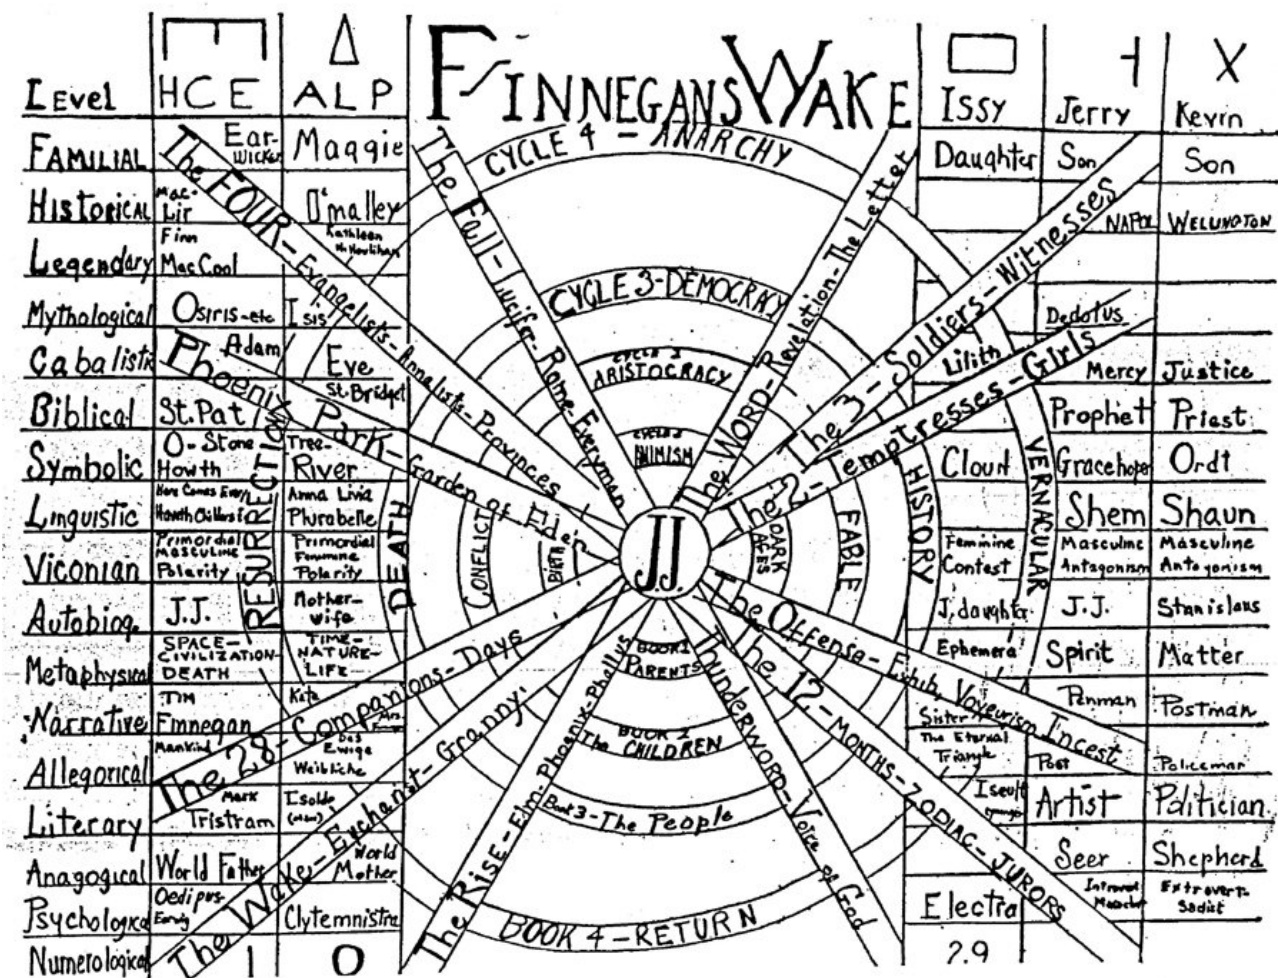 FINNEGANS WAKE
Level HCE ALP ISSY Jerry Kevin
FAMILIAL Ear-wicker Maggie Daughter Son Son
Historical Mac-Lir O'malley NAPOL WELLINGTON
Legendary Finn MacCool Kathleen
Mythological Osiris-etc Isis Dedalus
Cabalistic Adam Eve Lilith Mercy Justice
Biblical St. Pat St. Bridget Prophet Priest
Symbolic O-Stone Howth Tree- River Cloud Gracehoper Ondt
Linguistic Here Comes Every Haveth Childers E Anna Livia Plurabelle Shem Shaun
Viconian Primordial Masculine Polarity Primordial Feminine Polarity Feminine Contest Masculine Antagonism Masculine Antagonism
Autobiog. J.J. Mother-wife J. daughter J.J. Stanislaus
Metaphysical SPACE-CIVILIZATION-DEATH TIME-NATURE-LIFE- Ephemera Spirit Matter
Narrative Tim Finnegan Kate Sister Penman Postman
Allegorical Mankind Das Ewige Weibliche The Eternal Triangle Poet Policeman
Literary Mark Tristram Isolde Iseult Artist Politician
Anagogical World Father World Mother Seer Shepherd
Psychological Oedipus- Earwig Clytemnistra Electra Extrovert-Sadist
Numerological 1 0 29
The FOUR-Evangelists-Annalists-Provinces
Phoenix Park-Garden of Eden
The Fall-Lucifer-Rome-Everyman
The WORD-Revelation-The Letter
The 3-Soldiers-Witnesses
The 2-Temptresses-Girls
The 28-Companions-Days
The Wake-Exchanst-Granny
The RISE-Elm-Phoenix-Phallus
THUNDERWORD-Voice of God
The 12-MONTHS-ZODIAC-JURORS
The Offense-Exhib, Voyeurism Incest
CYCLE 4-ANARCHY
CYCLE 3-DEMOCRACY
CYCLE 2
ARISTOCRACY
ANIMISM
RESURRECTION
DEATH
CONFLICT
BIRTH
JJ.
DARK AGES
FABLE
HISTORY
VERNACULAR
BOOK 1
PARENTS
BOOK 2
The CHILDREN
Book 3-The People
BOOK 4-RETURN